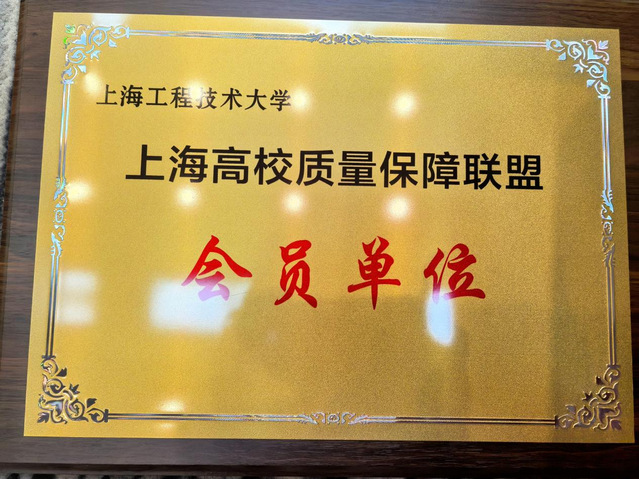 上海工程技术大学
上海高校质量保障联盟
会员单位